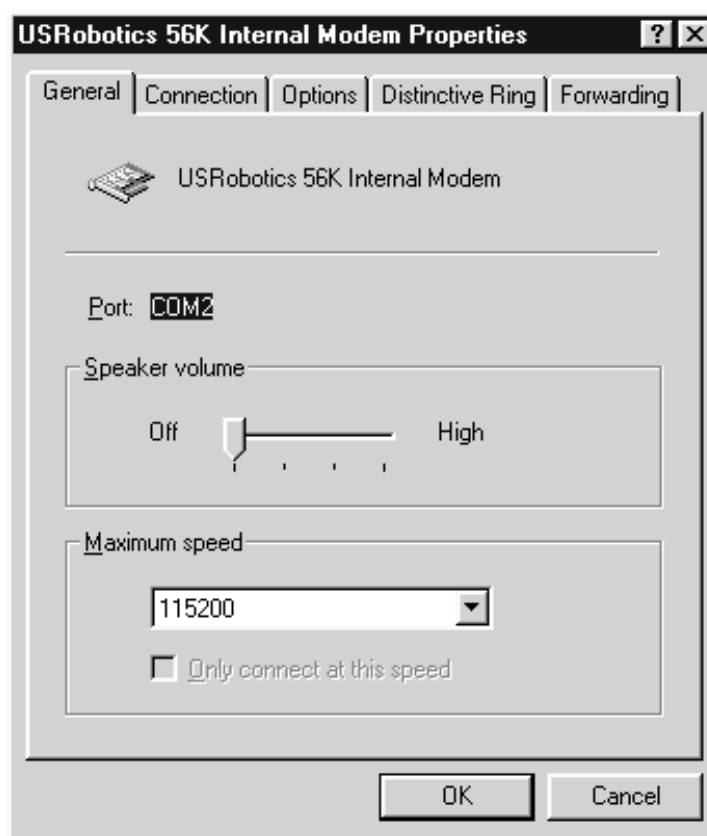 USRobotics 56K Internal Modem Properties
General Connection Options Distinctive Ring Forwarding
USRobotics 56K Internal Modem
Port: COM2
Speaker volume
Off High
Maximum speed
115200
Only connect at this speed
OK Cancel